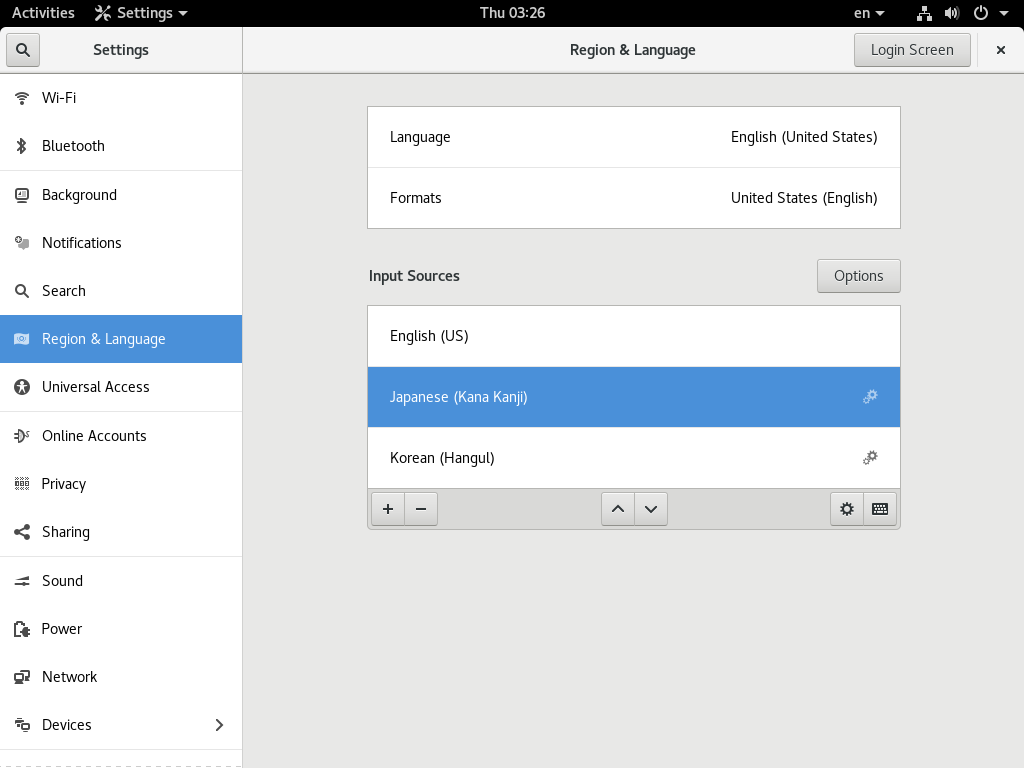 Activities Settings Thu 03:26 en
Settings Region & Language Login Screen
Wi-Fi
Bluetooth
Background
Notifications
Search
Region & Language
Universal Access
Online Accounts
Privacy
Sharing
Sound
Power
Network
Devices
Language English (United States)
Formats United States (English)
Input Sources Options
English (US)
Japanese (Kana Kanji)
Korean (Hangul)